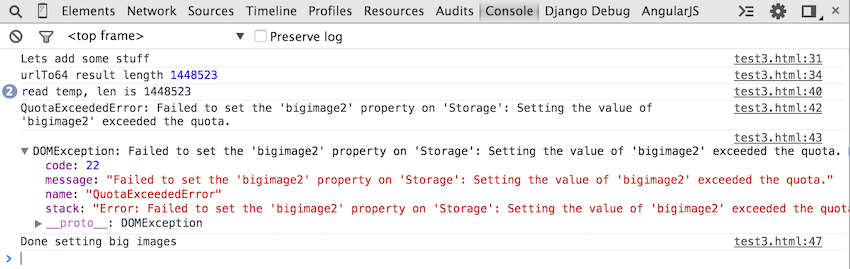 Elements Network Sources Timeline Profiles Resources Audits Console Django Debug AngularJS
<top frame> Preserve log
Lets add some stuff test3.html:31
urlTo64 result length 1448523 test3.html:34
2 read temp, len is 1448523 test3.html:40
QuotaExceededError: Failed to set the 'bigimage2' property on 'Storage': Setting the value of test3.html:42
'bigimage2' exceeded the quota.
test3.html:43
DOMException: Failed to set the 'bigimage2' property on 'Storage': Setting the value of 'bigimage2' exceeded the quota.
code: 22
message: "Failed to set the 'bigimage2' property on 'Storage': Setting the value of 'bigimage2' exceeded the quota."
name: "QuotaExceededError"
stack: "Error: Failed to set the 'bigimage2' property on 'Storage': Setting the value of 'bigimage2' exceeded the quota
__proto__: DOMException
Done setting big images test3.html:47